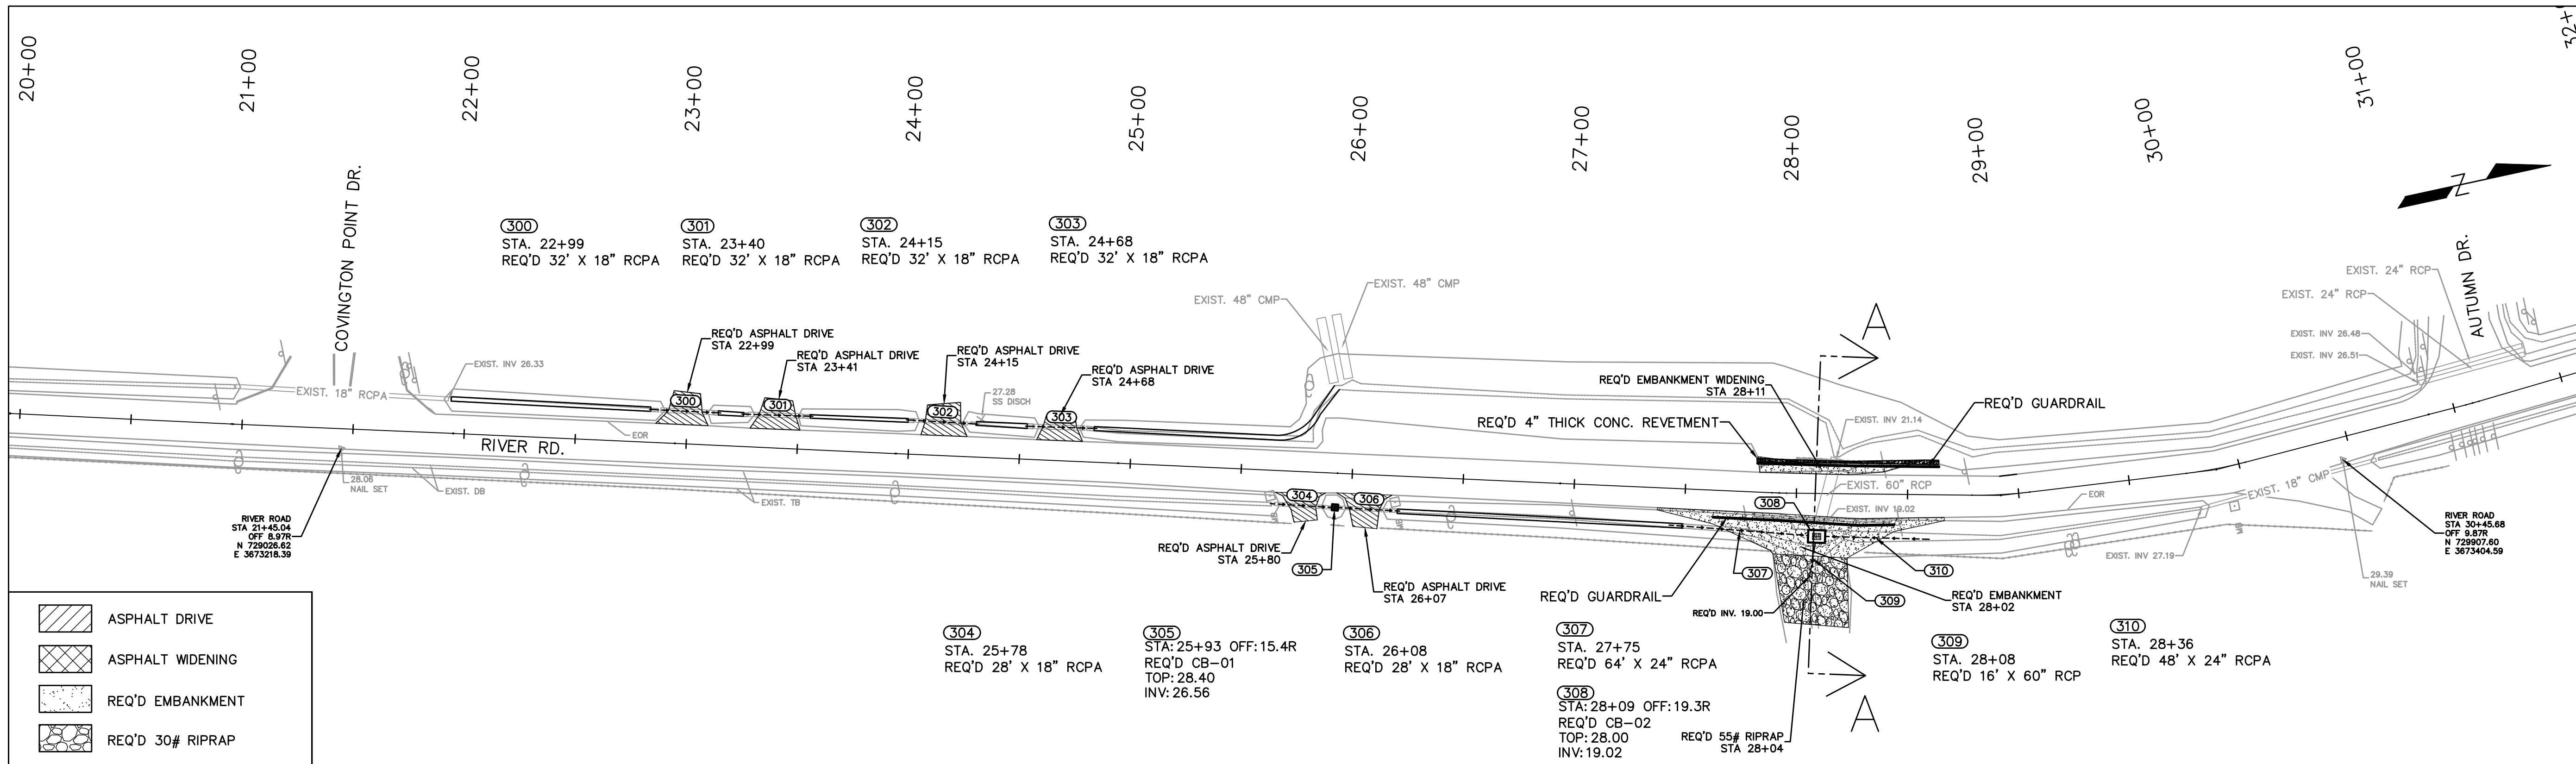 20+00
21+00
22+00
23+00
24+00
25+00
26+00
27+00
28+00
29+00
30+00
31+00
32+0
COVINGTON POINT DR.
AUTUMN DR.
N
300
STA. 22+99
REQ'D 32' X 18" RCPA
301
STA. 23+40
REQ'D 32' X 18" RCPA
302
STA. 24+15
REQ'D 32' X 18" RCPA
303
STA. 24+68
REQ'D 32' X 18" RCPA
EXIST. 48" CMP
EXIST. 48" CMP
EXIST. 24" RCP
EXIST. 24" RCP
EXIST. INV 26.48
EXIST. INV 26.51
A
REQ'D ASPHALT DRIVE
STA 22+99
REQ'D ASPHALT DRIVE
STA 23+41
REQ'D ASPHALT DRIVE
STA 24+15
REQ'D ASPHALT DRIVE
STA 24+68
EXIST. INV 26.33
EXIST. 18" RCPA
27.28
SS DISCH
300
301
302
303
REQ'D EMBANKMENT WIDENING
STA 28+11
REQ'D GUARDRAIL
REQ'D 4" THICK CONC. REVETMENT
EXIST. INV 21.14
EOR
RIVER RD.
EXIST. 60" RCP
EXIST. INV 19.02
EOR
EXIST. 18" CMP
28.06
NAIL SET
EXIST. DB
EXIST. TB
304
306
308
RIVER ROAD
STA 21+45.04
OFF 8.97R
N 729026.62
E 3673218.39
RIVER ROAD
STA 30+45.68
OFF 9.87R
N 729907.60
E 3673404.59
REQ'D ASPHALT DRIVE
STA 25+80
305
REQ'D ASPHALT DRIVE
STA 26+07
307
310
309
EXIST. INV 27.19
29.39
NAIL SET
REQ'D GUARDRAIL
REQ'D INV. 19.00
REQ'D EMBANKMENT
STA 28+02
304
STA. 25+78
REQ'D 28' X 18" RCPA
305
STA: 25+93 OFF: 15.4R
REQ'D CB-01
TOP: 28.40
INV: 26.56
306
STA. 26+08
REQ'D 28' X 18" RCPA
307
STA. 27+75
REQ'D 64' X 24" RCPA
308
STA: 28+09 OFF: 19.3R
REQ'D CB-02
TOP: 28.00
INV: 19.02
REQ'D 55# RIPRAP
STA 28+04
309
STA. 28+08
REQ'D 16' X 60" RCP
310
STA. 28+36
REQ'D 48' X 24" RCPA
A
ASPHALT DRIVE
ASPHALT WIDENING
REQ'D EMBANKMENT
REQ'D 30# RIPRAP